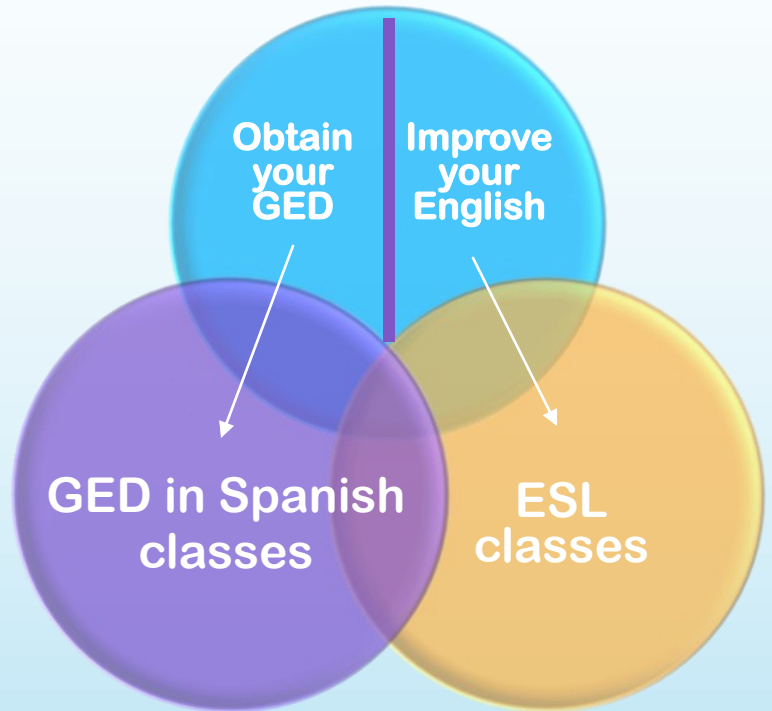 Obtain
your
GED
Improve
your
English
GED in Spanish
classes
ESL
classes